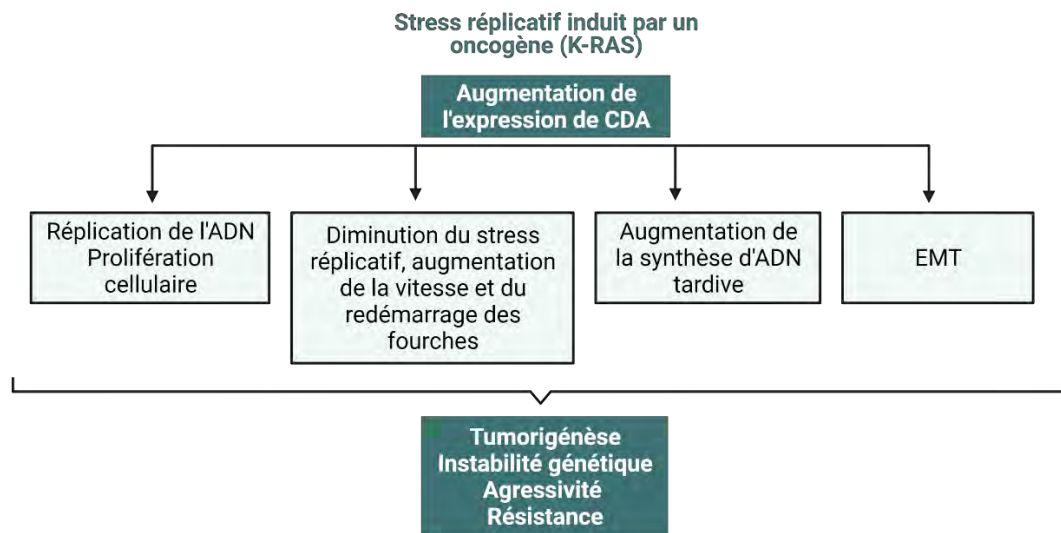 Stress réplicatif induit par un
oncogène (K-RAS)
Augmentation de
l'expression de CDA
Réplication de l'ADN
Prolifération
cellulaire
Diminution du stress
réplicatif, augmentation
de la vitesse et du
redémarrage des
fourches
Augmentation de
la synthèse d'ADN
tardive
EMT
Tumorigénèse
Instabilité génétique
Agressivité
Résistance